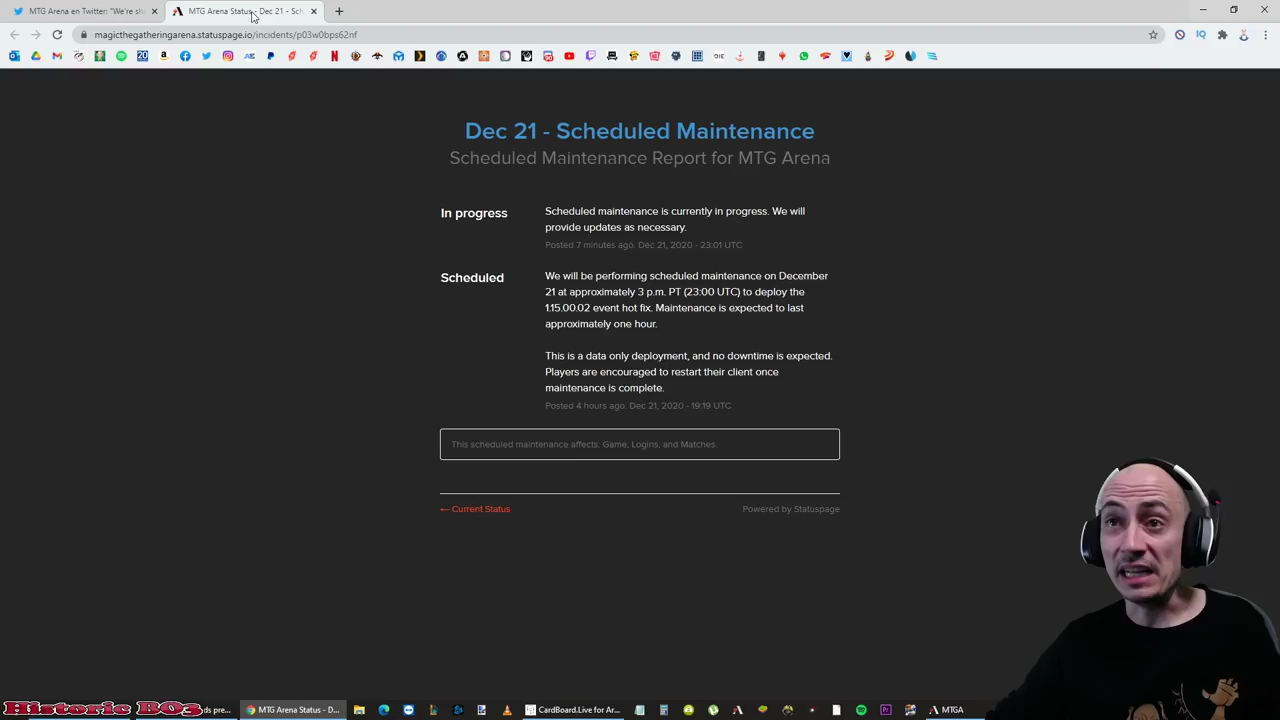 MTG Arena en Twitter: "We're sh
MTG Arena Status - Dec 21 - Sch
magicthegatheringarena.statuspage.io/incidents/p03w0bps62nf
Dec 21 - Scheduled Maintenance
Scheduled Maintenance Report for MTG Arena
In progress
Scheduled maintenance is currently in progress. We will
provide updates as necessary.
Posted 7 minutes ago. Dec 21, 2020 - 23:01 UTC
Scheduled
We will be performing scheduled maintenance on December
21 at approximately 3 p.m. PT (23:00 UTC) to deploy the
1.15.00.02 event hot fix. Maintenance is expected to last
approximately one hour.
This is a data only deployment, and no downtime is expected.
Players are encouraged to restart their client once
maintenance is complete.
Posted 4 hours ago. Dec 21, 2020 - 19:19 UTC
This scheduled maintenance affects: Game, Logins, and Matches.
← Current Status
Powered by Statuspage
Historic BO3
ds pre...
MTG Arena Status - D...
CardBoard.Live for Ar...
MTGA